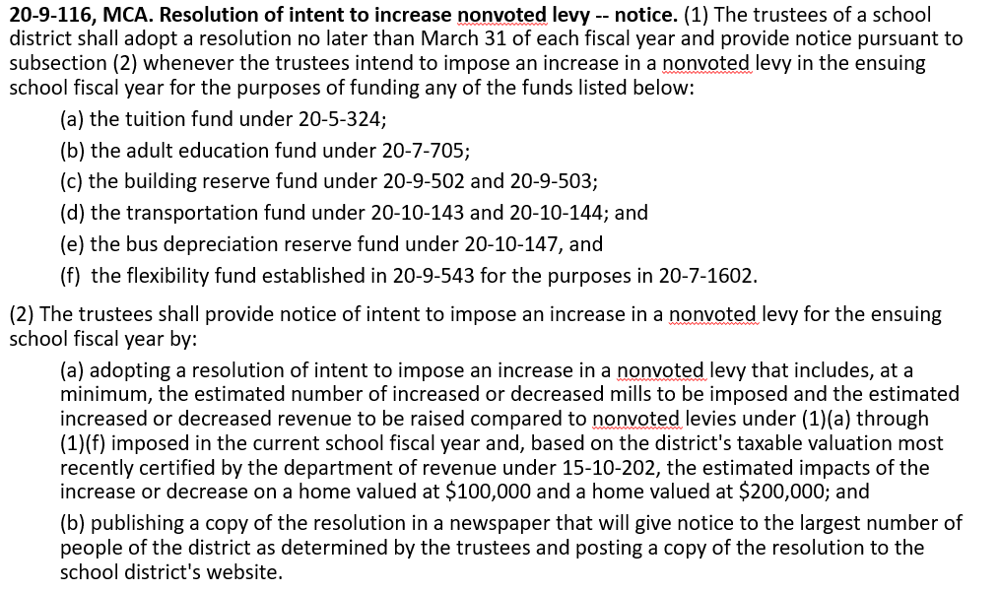 20-9-116, MCA. Resolution of intent to increase nonvoted levy -- notice. (1) The trustees of a school
district shall adopt a resolution no later than March 31 of each fiscal year and provide notice pursuant to
subsection (2) whenever the trustees intend to impose an increase in a nonvoted levy in the ensuing
school fiscal year for the purposes of funding any of the funds listed below:
(a) the tuition fund under 20-5-324;
(b) the adult education fund under 20-7-705;
(c) the building reserve fund under 20-9-502 and 20-9-503;
(d) the transportation fund under 20-10-143 and 20-10-144; and
(e) the bus depreciation reserve fund under 20-10-147, and
(f) the flexibility fund established in 20-9-543 for the purposes in 20-7-1602.
(2) The trustees shall provide notice of intent to impose an increase in a nonvoted levy for the ensuing
school fiscal year by:
(a) adopting a resolution of intent to impose an increase in a nonvoted levy that includes, at a
minimum, the estimated number of increased or decreased mills to be imposed and the estimated
increased or decreased revenue to be raised compared to nonvoted levies under (1)(a) through
(1)(f) imposed in the current school fiscal year and, based on the district's taxable valuation most
recently certified by the department of revenue under 15-10-202, the estimated impacts of the
increase or decrease on a home valued at $100,000 and a home valued at $200,000; and
(b) publishing a copy of the resolution in a newspaper that will give notice to the largest number of
people of the district as determined by the trustees and posting a copy of the resolution to the
school district's website.